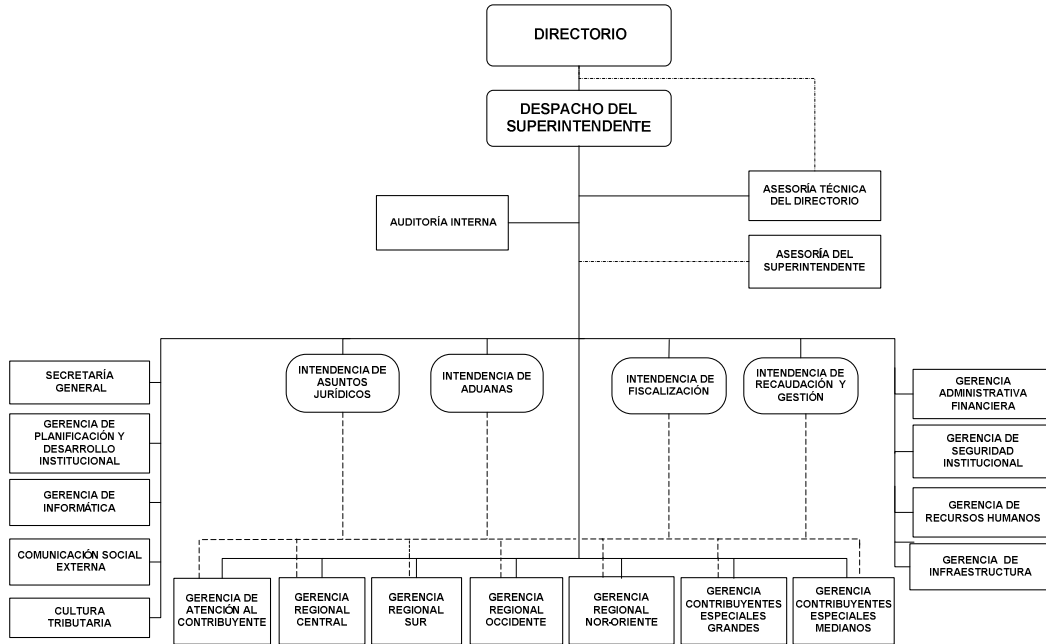 DIRECTORIO
DESPACHO DEL
SUPERINTENDENTE
ASESORÍA TÉCNICA
DEL DIRECTORIO
AUDITORÍA INTERNA
ASESORÍA DEL
SUPERINTENDENTE
SECRETARÍA
GENERAL
GERENCIA DE
PLANIFICACIÓN Y
DESARROLLO
INSTITUCIONAL
GERENCIA DE
INFORMÁTICA
COMUNICACIÓN SOCIAL
EXTERNA
CULTURA
TRIBUTARIA
INTENDENCIA DE
ASUNTOS
JURÍDICOS
INTENDENCIA DE
ADUANAS
INTENDENCIA DE
FISCALIZACIÓN
INTENDENCIA DE
RECAUDACIÓN Y
GESTIÓN
GERENCIA
ADMINISTRATIVA
FINANCIERA
GERENCIA DE
SEGURIDAD
INSTITUCIONAL
GERENCIA DE
RECURSOS HUMANOS
GERENCIA DE
INFRAESTRUCTURA
GERENCIA DE
ATENCIÓN AL
CONTRIBUYENTE
GERENCIA
REGIONAL
CENTRAL
GERENCIA
REGIONAL
SUR
GERENCIA
REGIONAL
OCCIDENTE
GERENCIA
REGIONAL
NOR-ORIENTE
GERENCIA
CONTRIBUYENTES
ESPECIALES
GRANDES
GERENCIA
CONTRIBUYENTES
ESPECIALES
MEDIANOS